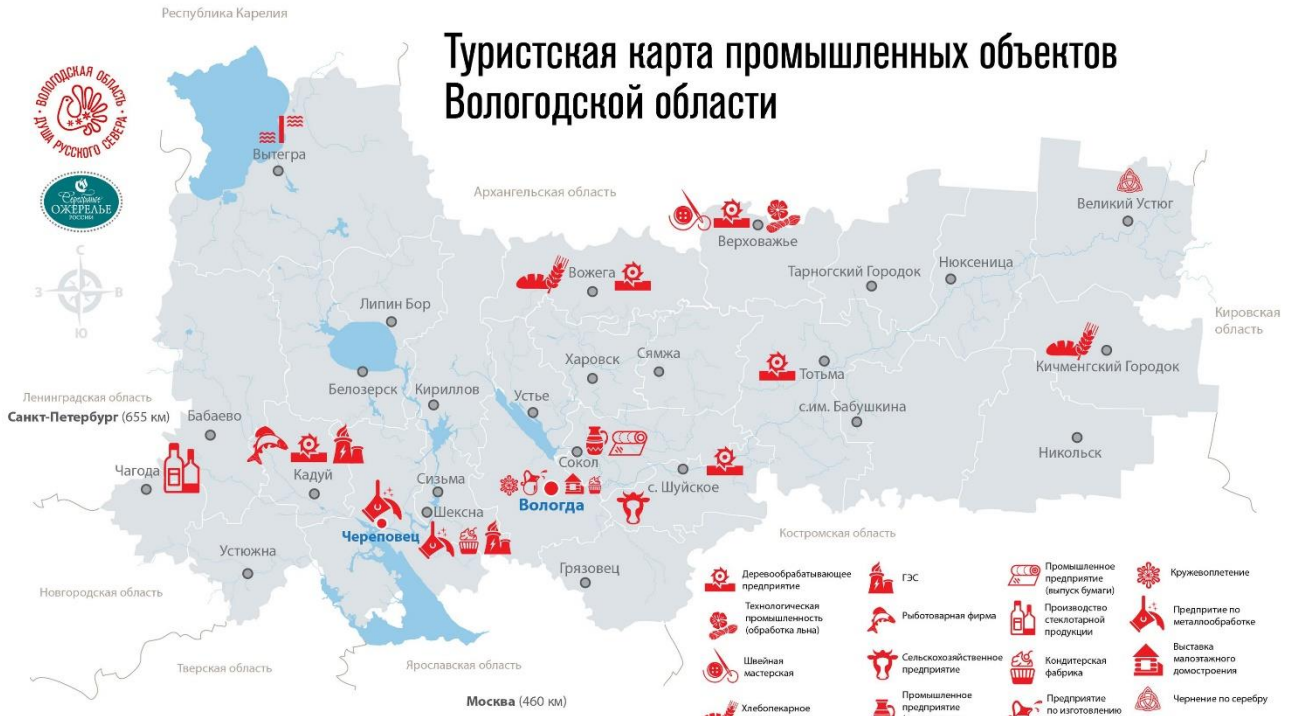 Республика Карелия
Туристская карта промышленных объектов
Вологодской области
ВОЛОГОДСКАЯ ОБЛАСТЬ
ДУША РУССКОГО СЕВЕРА
Серебряное
ОЖЕРЕЛЬЕ
РОССИИ
С
З
В
Ю
Вытегра
Архангельская область
Великий Устюг
Верховажье
Нюксеница
Тарногский Городок
Вожега
Липин Бор
Кировская
область
Харовск
Сямжа
Тотьма
Кичменгский Городок
Белозерск
Кириллов
Устье
с.им. Бабушкина
Ленинградская область
Санкт-Петербург (655 км)
Бабаево
Никольск
Чагода
Кадуй
Сизьма
Сокол
с. Шуйское
Вологда
Шексна
Череповец
Костромская область
Устюжна
Грязовец
Новгородская область
Тверская область
Ярославская область
Москва (460 км)
Деревообрабатывающее
предприятие
Технологическая
промышленность
(обработка льна)
Швейная
мастерская
Хлебопекарное
ГЭС
Рыботоварная фирма
Сельскохозяйственное
предприятие
Промышленное
предприятие
Промышленное
предприятие
(выпуск бумаги)
Производство
стеклотарной
продукции
Кондитерская
фабрика
Предприятие
по изготовлению
Кружевоплетение
Предпритие по
металлообработке
Выставка
малоэтажного
домостроения
Чернение по серебру